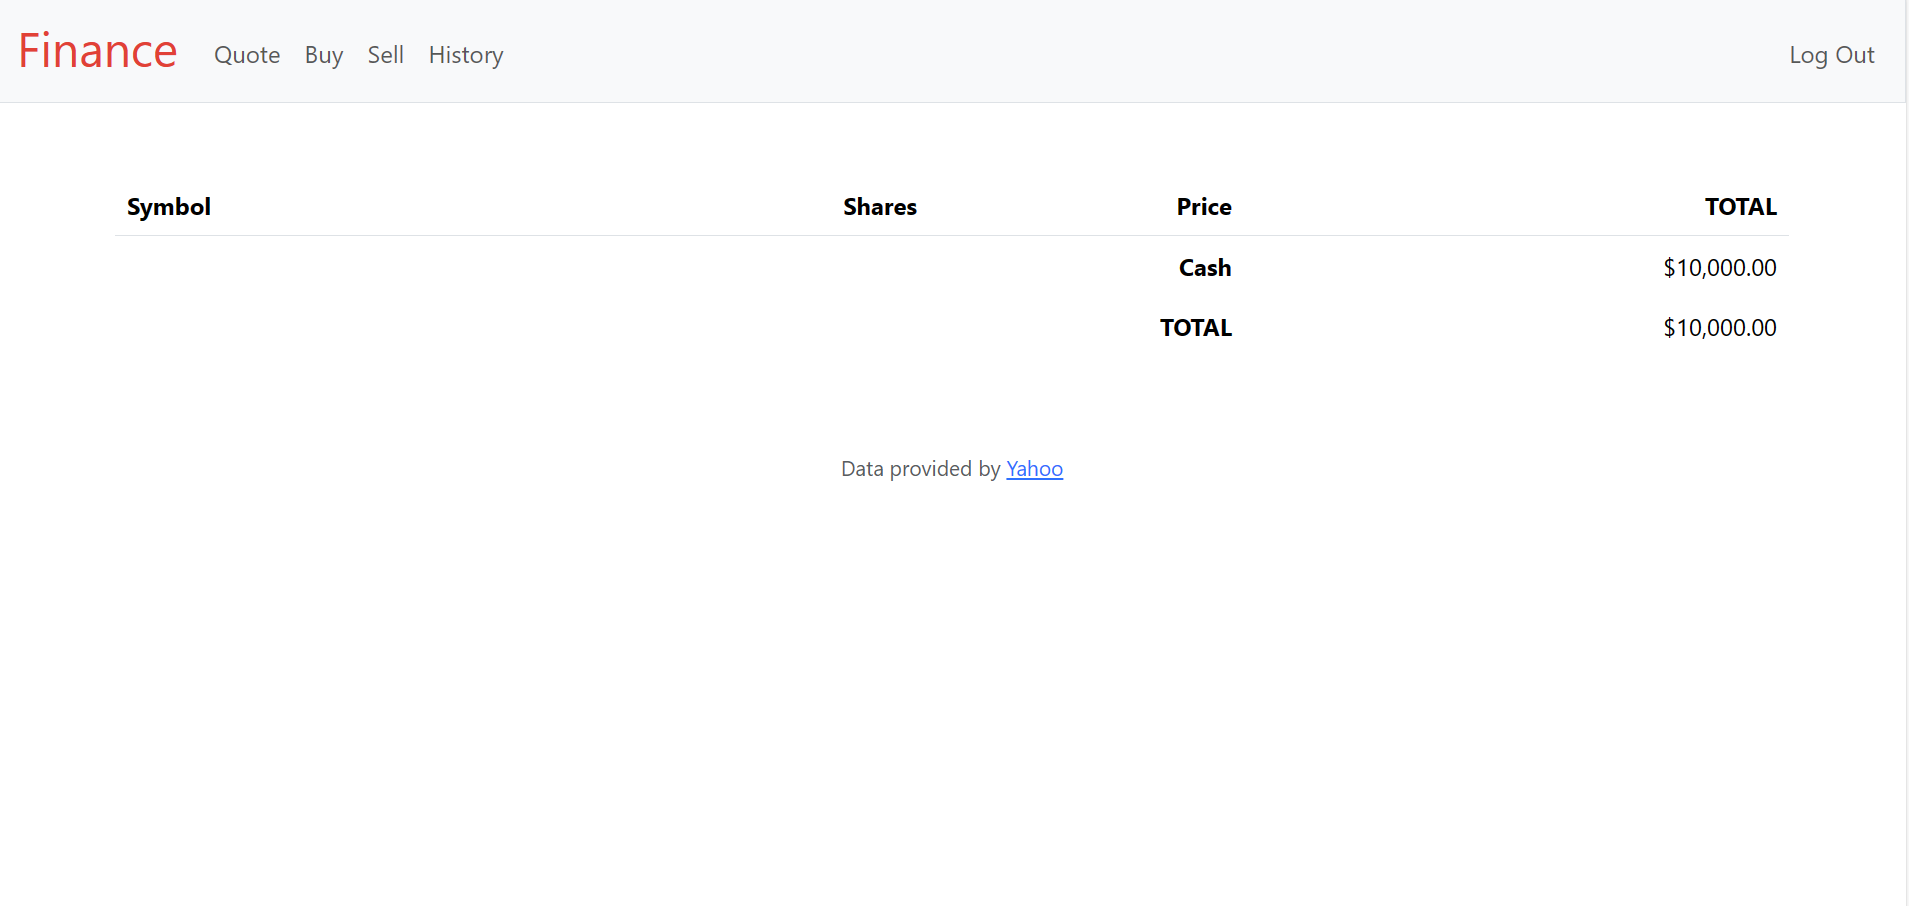 Finance Quote Buy Sell History Log Out
Symbol Shares Price TOTAL
Cash $10,000.00
TOTAL $10,000.00
Data provided by Yahoo